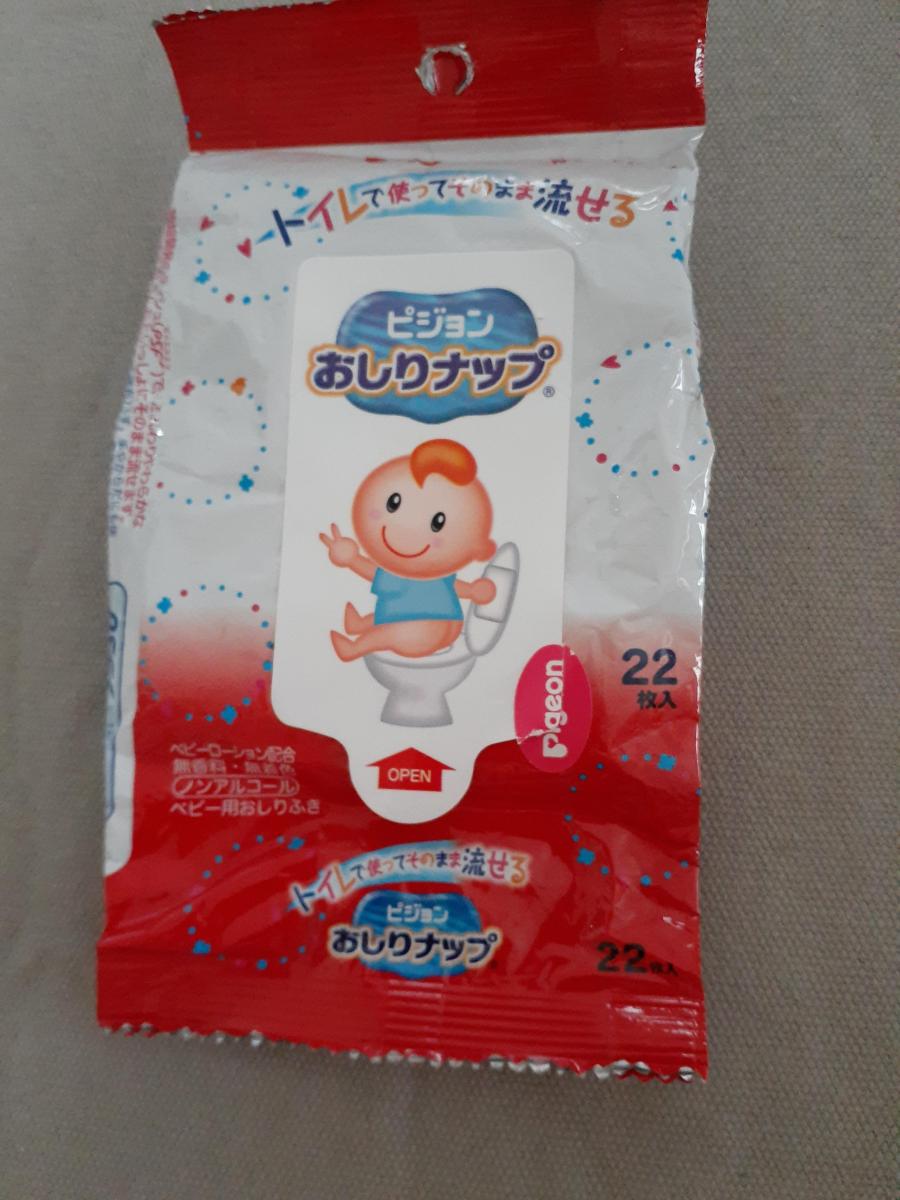 トイレで使ってそのまま流せる
ピジョン
おしりナップ®
Pigeon
22
枚入
OPEN
ベビーローション配合
無香料・無着色
ノンアルコール
ベビー用おしりふき
トイレで使ってそのまま流せる
ピジョン
おしりナップ
22枚入